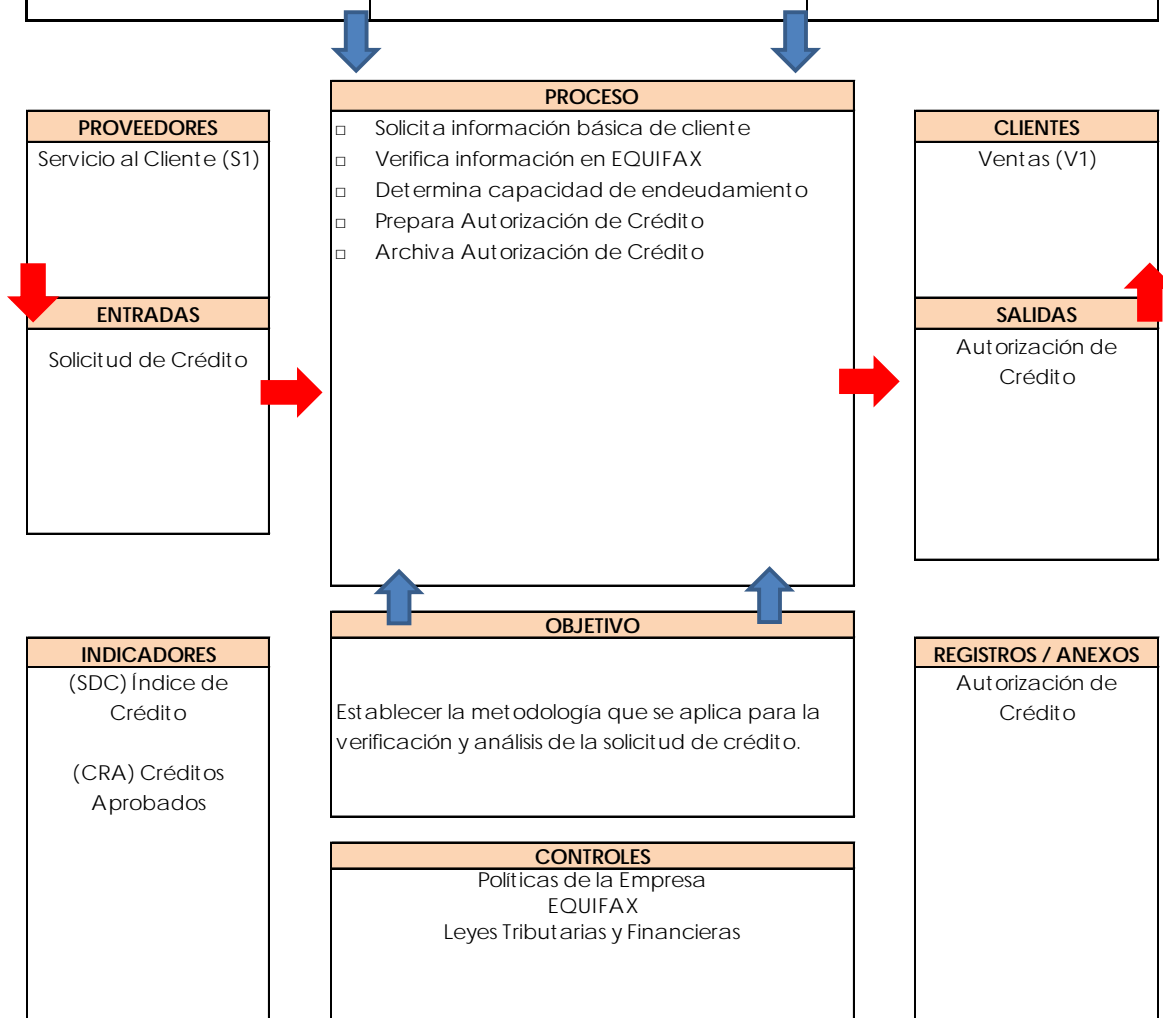 PROCESO
□ Solicita información básica de cliente
□ Verifica información en EQUIFAX
□ Determina capacidad de endeudamiento
□ Prepara Autorización de Crédito
□ Archiva Autorización de Crédito
PROVEEDORES
Servicio al Cliente (S1)
ENTRADAS
Solicitud de Crédito
CLIENTES
Ventas (V1)
SALIDAS
Autorización de
Crédito
OBJETIVO
Establecer la metodología que se aplica para la
verificación y análisis de la solicitud de crédito.
INDICADORES
(SDC) Índice de
Crédito
(CRA) Créditos
Aprobados
REGISTROS / ANEXOS
Autorización de
Crédito
CONTROLES
Políticas de la Empresa
EQUIFAX
Leyes Tributarias y Financieras